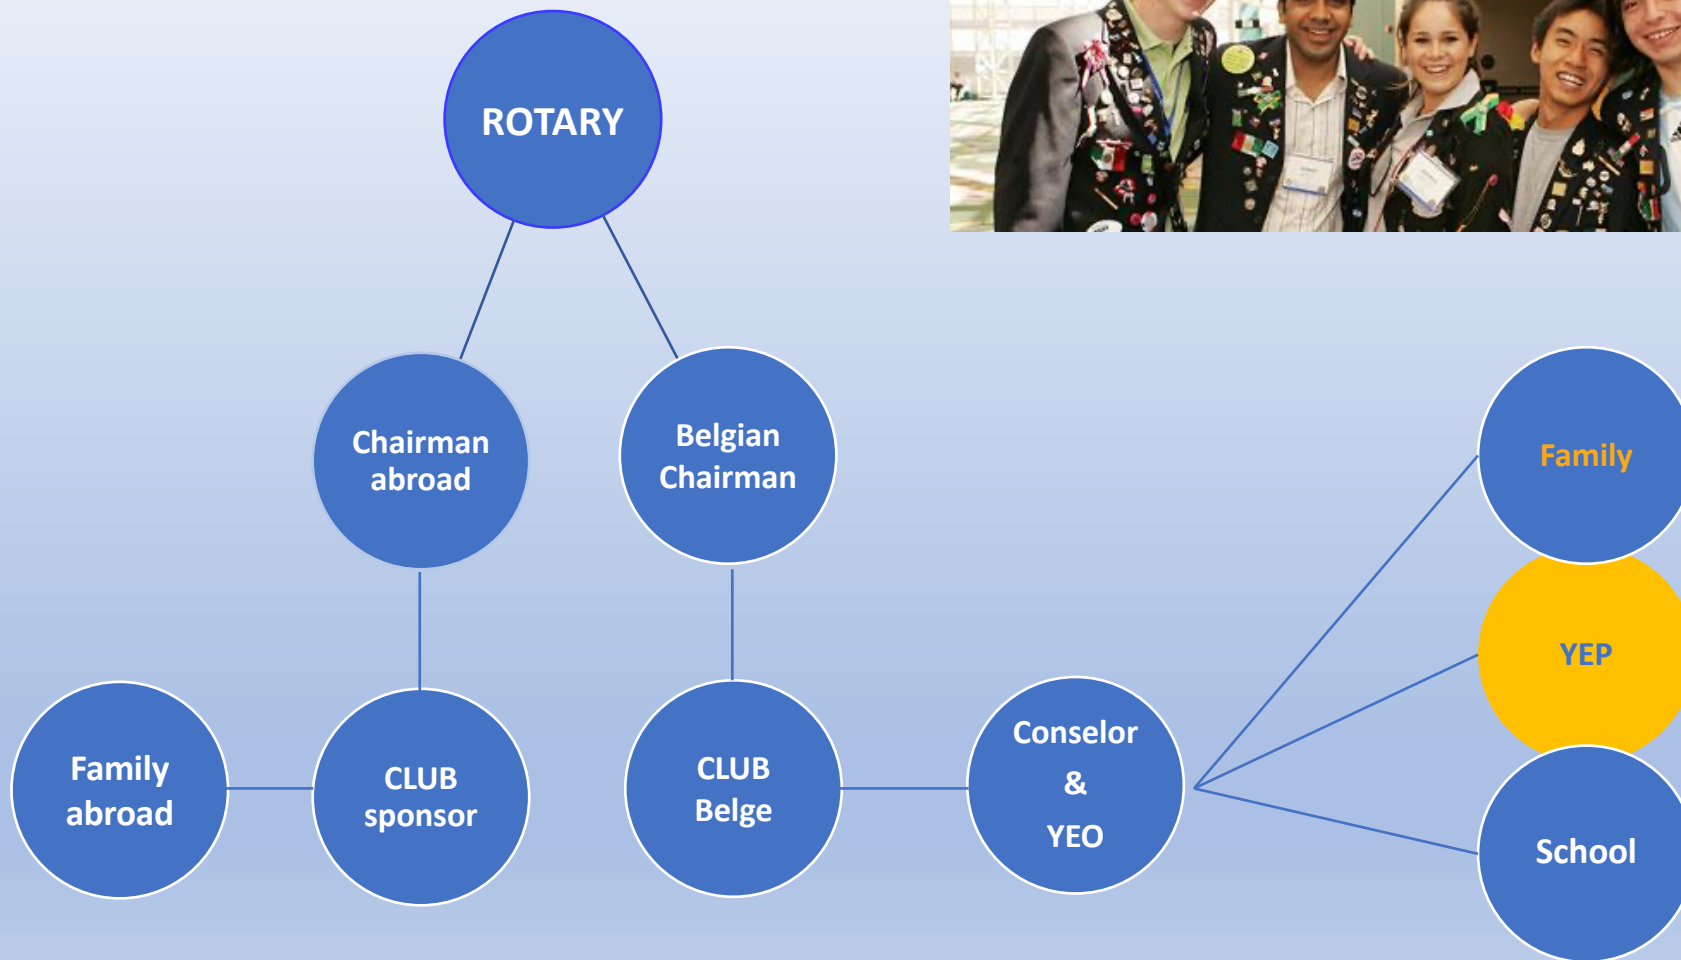 ROTARY
Chairman
abroad
Belgian
Chairman
Family
YEP
Family
abroad
CLUB
sponsor
CLUB
Belge
Conselor
&
YEO
School